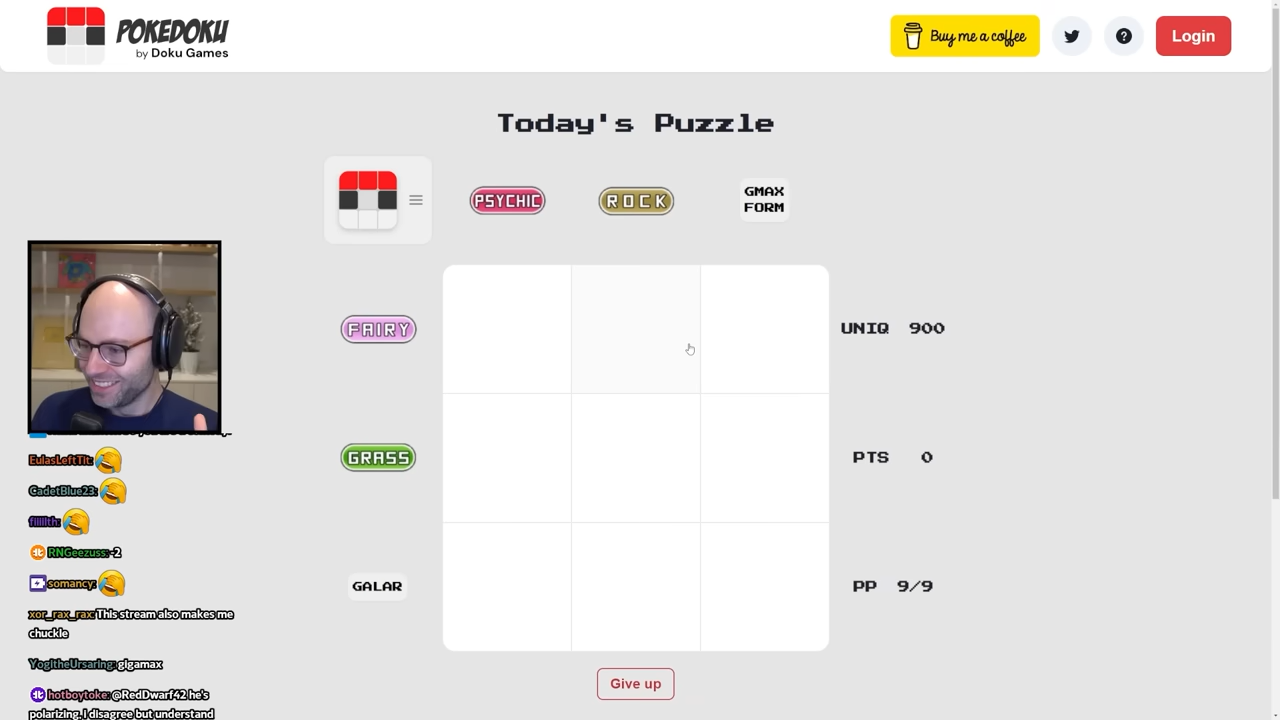 POKEDOKU
by Doku Games
Buy me a coffee
Login
Today's Puzzle
PSYCHIC
ROCK
GMAX
FORM
FAIRY
UNIQ 900
GRASS
PTS 0
GALAR
PP 9/9
Give up
EulasLeftTit:
CadetBlue23:
RNGeezuss: -2
somancy:
xor_rax_rax: This stream also makes me
chuckle
YogitheUrsaring: gigamax
hotboytoke: @RedDwarf42 he's
polarizing, I disagree but understand